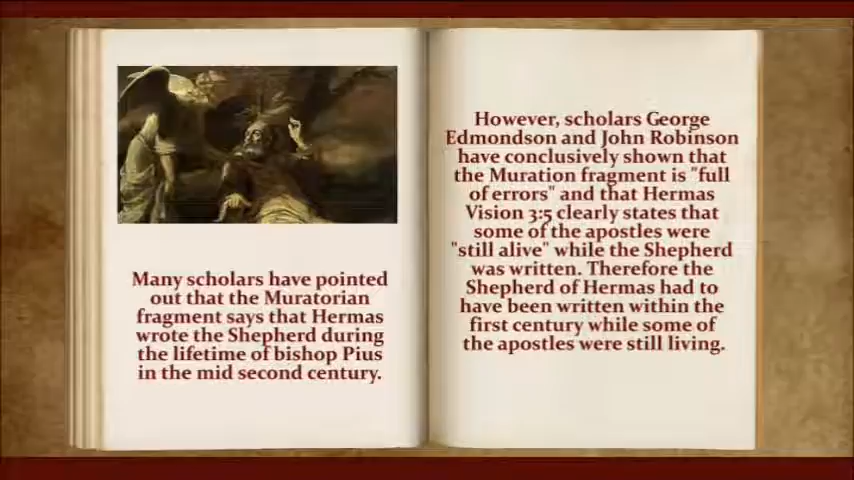 Many scholars have pointed
out that the Muratorian
fragment says that Hermas
wrote the Shepherd during
the lifetime of bishop Pius
in the mid second century.
However, scholars George
Edmondson and John Robinson
have conclusively shown that
the Muration fragment is "full
of errors" and that Hermas
Vision 3:5 clearly states that
some of the apostles were
"still alive" while the Shepherd
was written. Therefore the
Shepherd of Hermas had to
have been written within the
first century while some of
the apostles were still living.